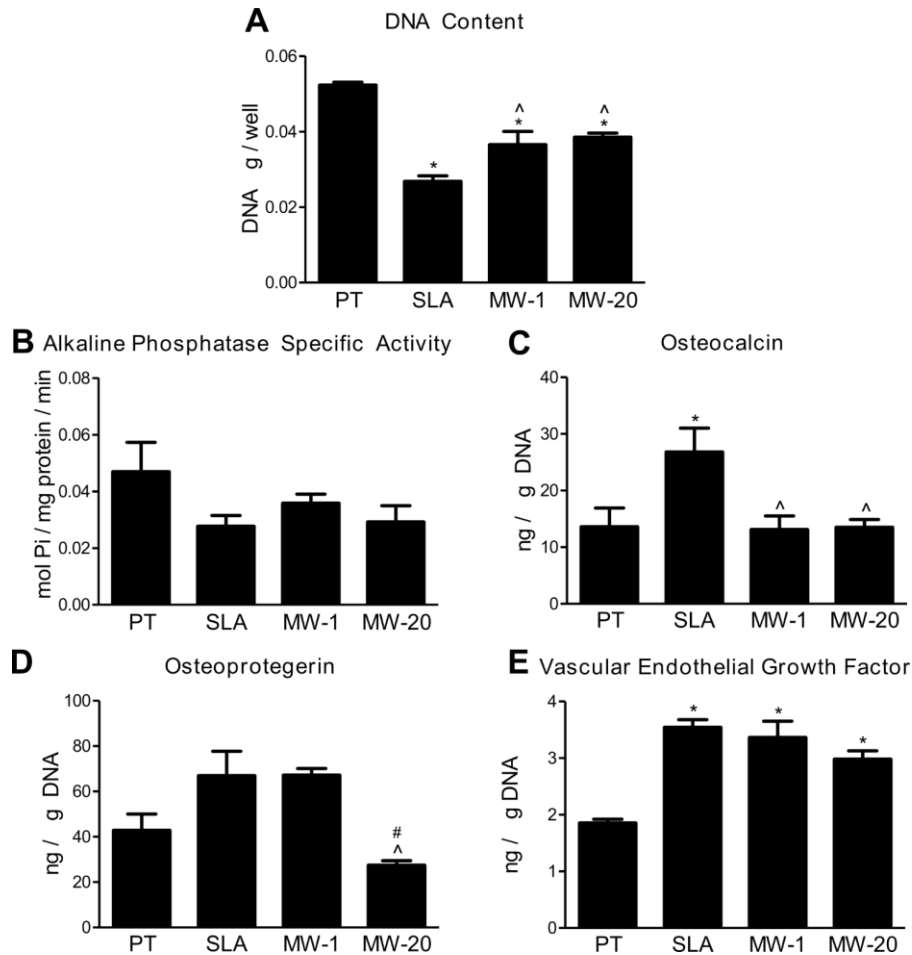 A DNA Content
DNA g / well
0.06
0.04
0.02
0.00
*
^
*
^
*
PT SLA MW-1 MW-20
B Alkaline Phosphatase Specific Activity
mol Pi / mg protein / min
0.08
0.06
0.04
0.02
0.00
PT SLA MW-1 MW-20
C Osteocalcin
ng / g DNA
40
30
20
10
0
*
^
^
PT SLA MW-1 MW-20
D Osteoprotegerin
ng / g DNA
100
80
60
40
20
0
#
^
PT SLA MW-1 MW-20
E Vascular Endothelial Growth Factor
ng / g DNA
4
3
2
1
0
*
*
*
PT SLA MW-1 MW-20